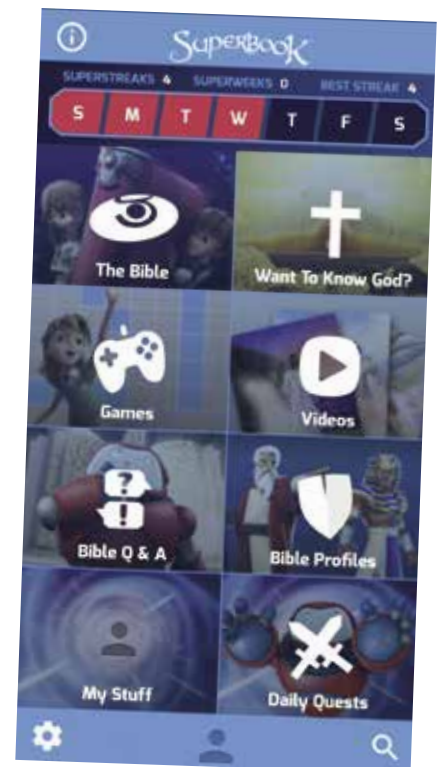 SUPERBOOK
SUPERSTREAKS 4 SUPERWEEKS 0 BEST STREAK 4
S M T W T F S
The Bible
Want To Know God?
Games
Videos
Bible Q & A
Bible Profiles
My Stuff
Daily Quests